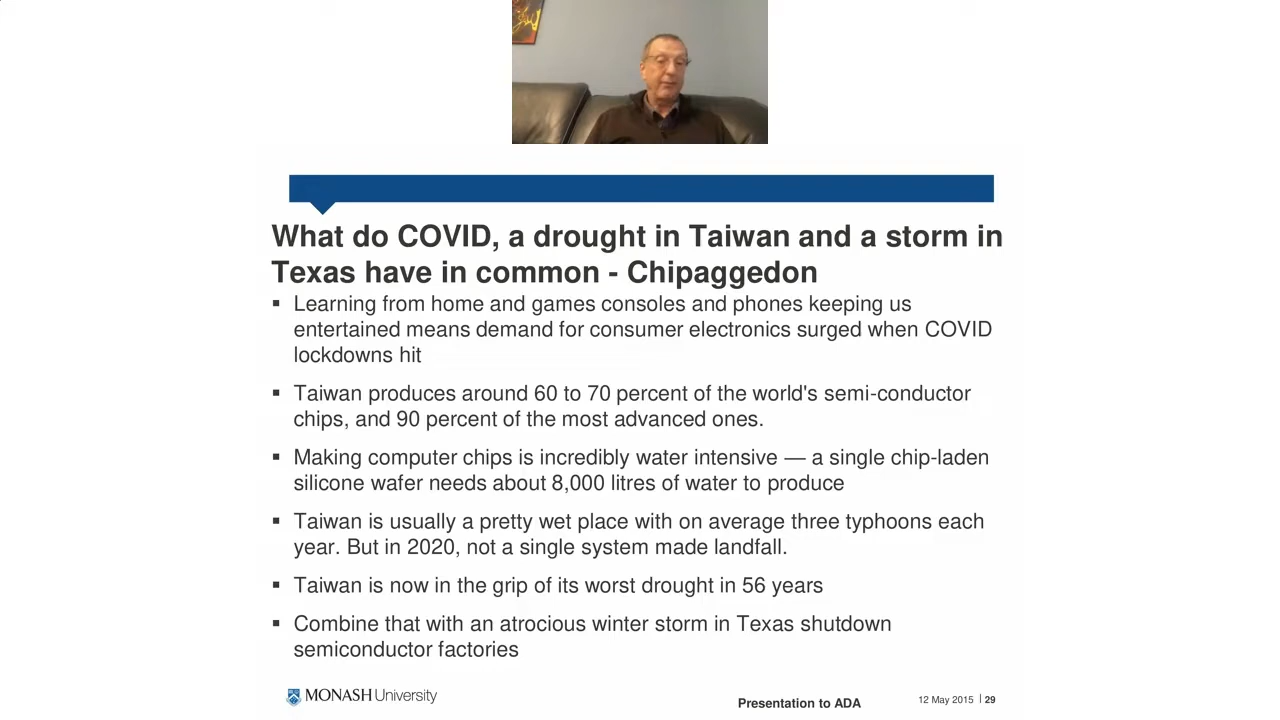 What do COVID, a drought in Taiwan and a storm in
Texas have in common - Chipaggedon
▪ Learning from home and games consoles and phones keeping us
entertained means demand for consumer electronics surged when COVID
lockdowns hit
▪ Taiwan produces around 60 to 70 percent of the world's semi-conductor
chips, and 90 percent of the most advanced ones.
▪ Making computer chips is incredibly water intensive — a single chip-laden
silicone wafer needs about 8,000 litres of water to produce
▪ Taiwan is usually a pretty wet place with on average three typhoons each
year. But in 2020, not a single system made landfall.
▪ Taiwan is now in the grip of its worst drought in 56 years
▪ Combine that with an atrocious winter storm in Texas shutdown
semiconductor factories
MONASH University
Presentation to ADA
12 May 2015 | 29